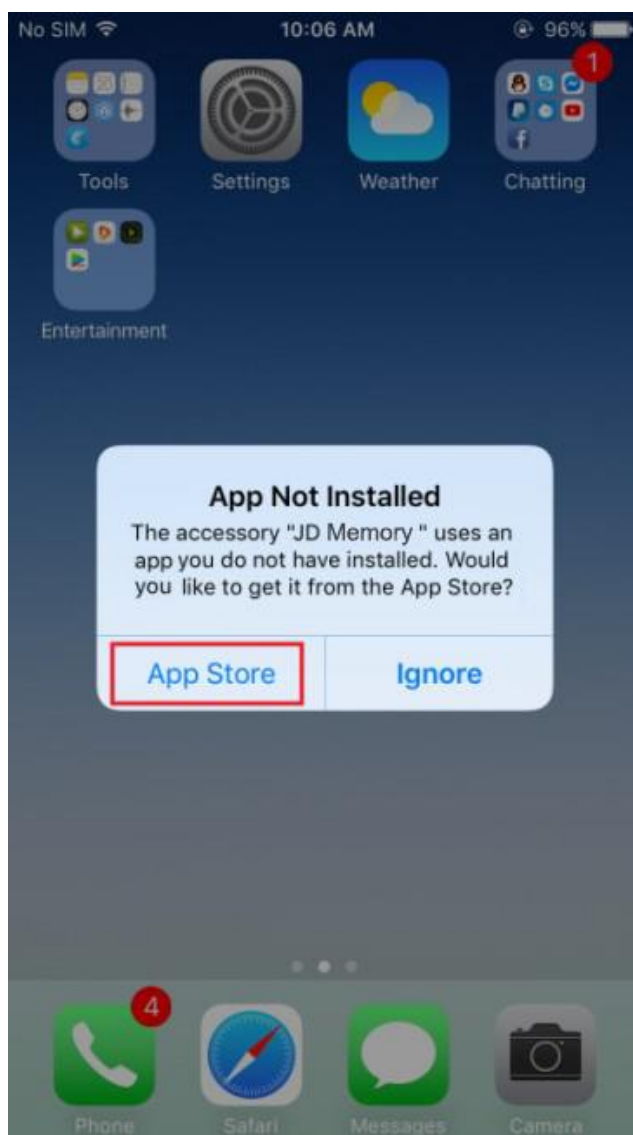 No SIM 10:06 AM 96%
1
Tools Settings Weather Chatting
Entertainment
App Not Installed
The accessory "JD Memory " uses an
app you do not have installed. Would
you like to get it from the App Store?
App Store Ignore
4
Phone Safari Messages Camera